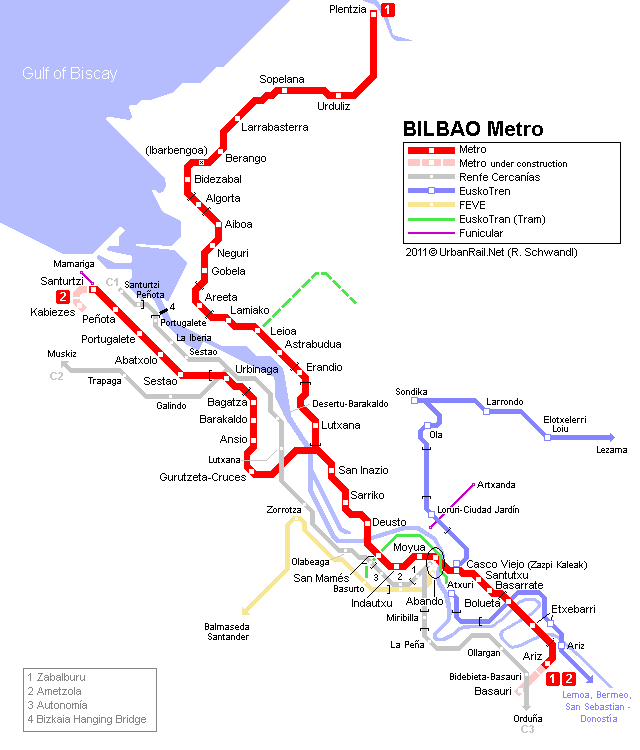 Plentzia
1
Gulf of Biscay
Sopelana
Urduliz
Larrabasterra
(Ibarbengoa)
Berango
Bidezabal
Algorta
Aiboa
Neguri
Gobela
Areeta
Lamiako
Leioa
Astrabudua
Erandio
BILBAO Metro
Metro
Metro under construction
Renfe Cercanías
EuskoTren
FEVE
EuskoTran (Tram)
Funicular
2011 © UrbanRail.Net (R. Schwandl)
Mamariga
Santurtzi
2
Kabiezes
C1
Santurtzi
Peñota
4
Portugalete
La Iberia
Sestao
Peñota
Portugalete
Abatxolo
Sestao
Urbinaga
Muskiz
C2
Trapaga
Galindo
Bagatza
Barakaldo
Ansio
Lutxana
Gurutzeta-Cruces
Desertu-Barakaldo
Lutxana
San Inazio
Sarriko
Deusto
Zorrotza
Olabeaga
San Mamés
Basurto
Indautxu
Moyua
3
2
1
Abando
Miribilla
La Peña
Balmaseda
Santander
Sondika
Larrondo
Elotxelerri
Loiu
Lezama
Ola
Artxanda
Loruri-Ciudad Jardín
Casco Viejo (Zazpi Kaleak)
Santutxu
Atxuri
Basarrate
Bolueta
Etxebarri
Ariz
Ariz
Ollargan
Bidebieta-Basauri
Basauri
1 2
Lemoa, Bermeo,
San Sebastian -
Donostia
Orduña
C3
1 Zabalburu
2 Ametzola
3 Autonomía
4 Bizkaia Hanging Bridge